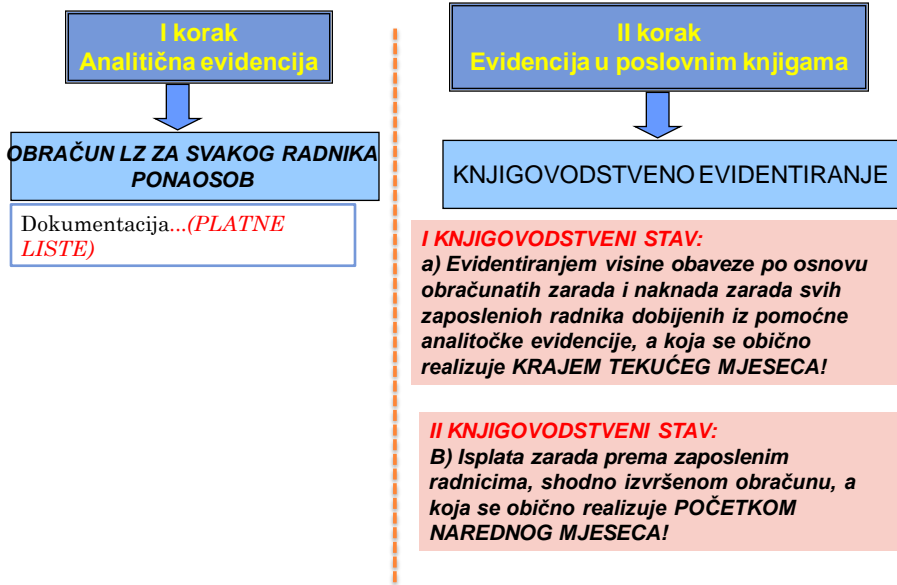 I korak
Analitična evidencija
OBRAČUN LZ ZA SVAKOG RADNIKA
PONAOSOB
Dokumentacija...(PLATNE
LISTE)
II korak
Evidencija u poslovnim knjigama
KNJIGOVODSTVENO EVIDENTIRANJE
I KNJIGOVODSTVENI STAV:
a) Evidentiranjem visine obaveze po osnovu
obračunatih zarada i naknada zarada svih
zaposlenioh radnika dobijenih iz pomoćne
analitočke evidencije, a koja se obično
realizuje KRAJEM TEKUĆEG MJESECA!
II KNJIGOVODSTVENI STAV:
B) Isplata zarada prema zaposlenim
radnicima, shodno izvršenom obračunu, a
koja se obično realizuje POČETKOM
NAREDNOG MJESECA!